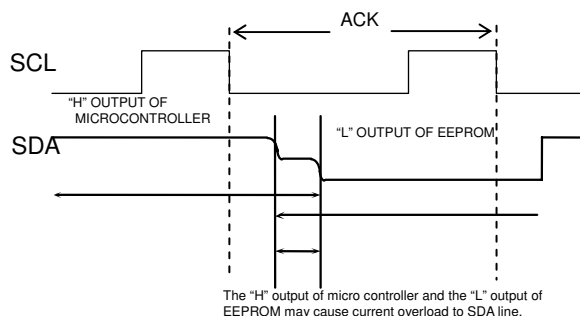 ACK
SCL
“H” OUTPUT OF
MICROCONTROLLER
“L” OUTPUT OF EEPROM
SDA
The “H” output of micro controller and the “L” output of
EEPROM may cause current overload to SDA line.